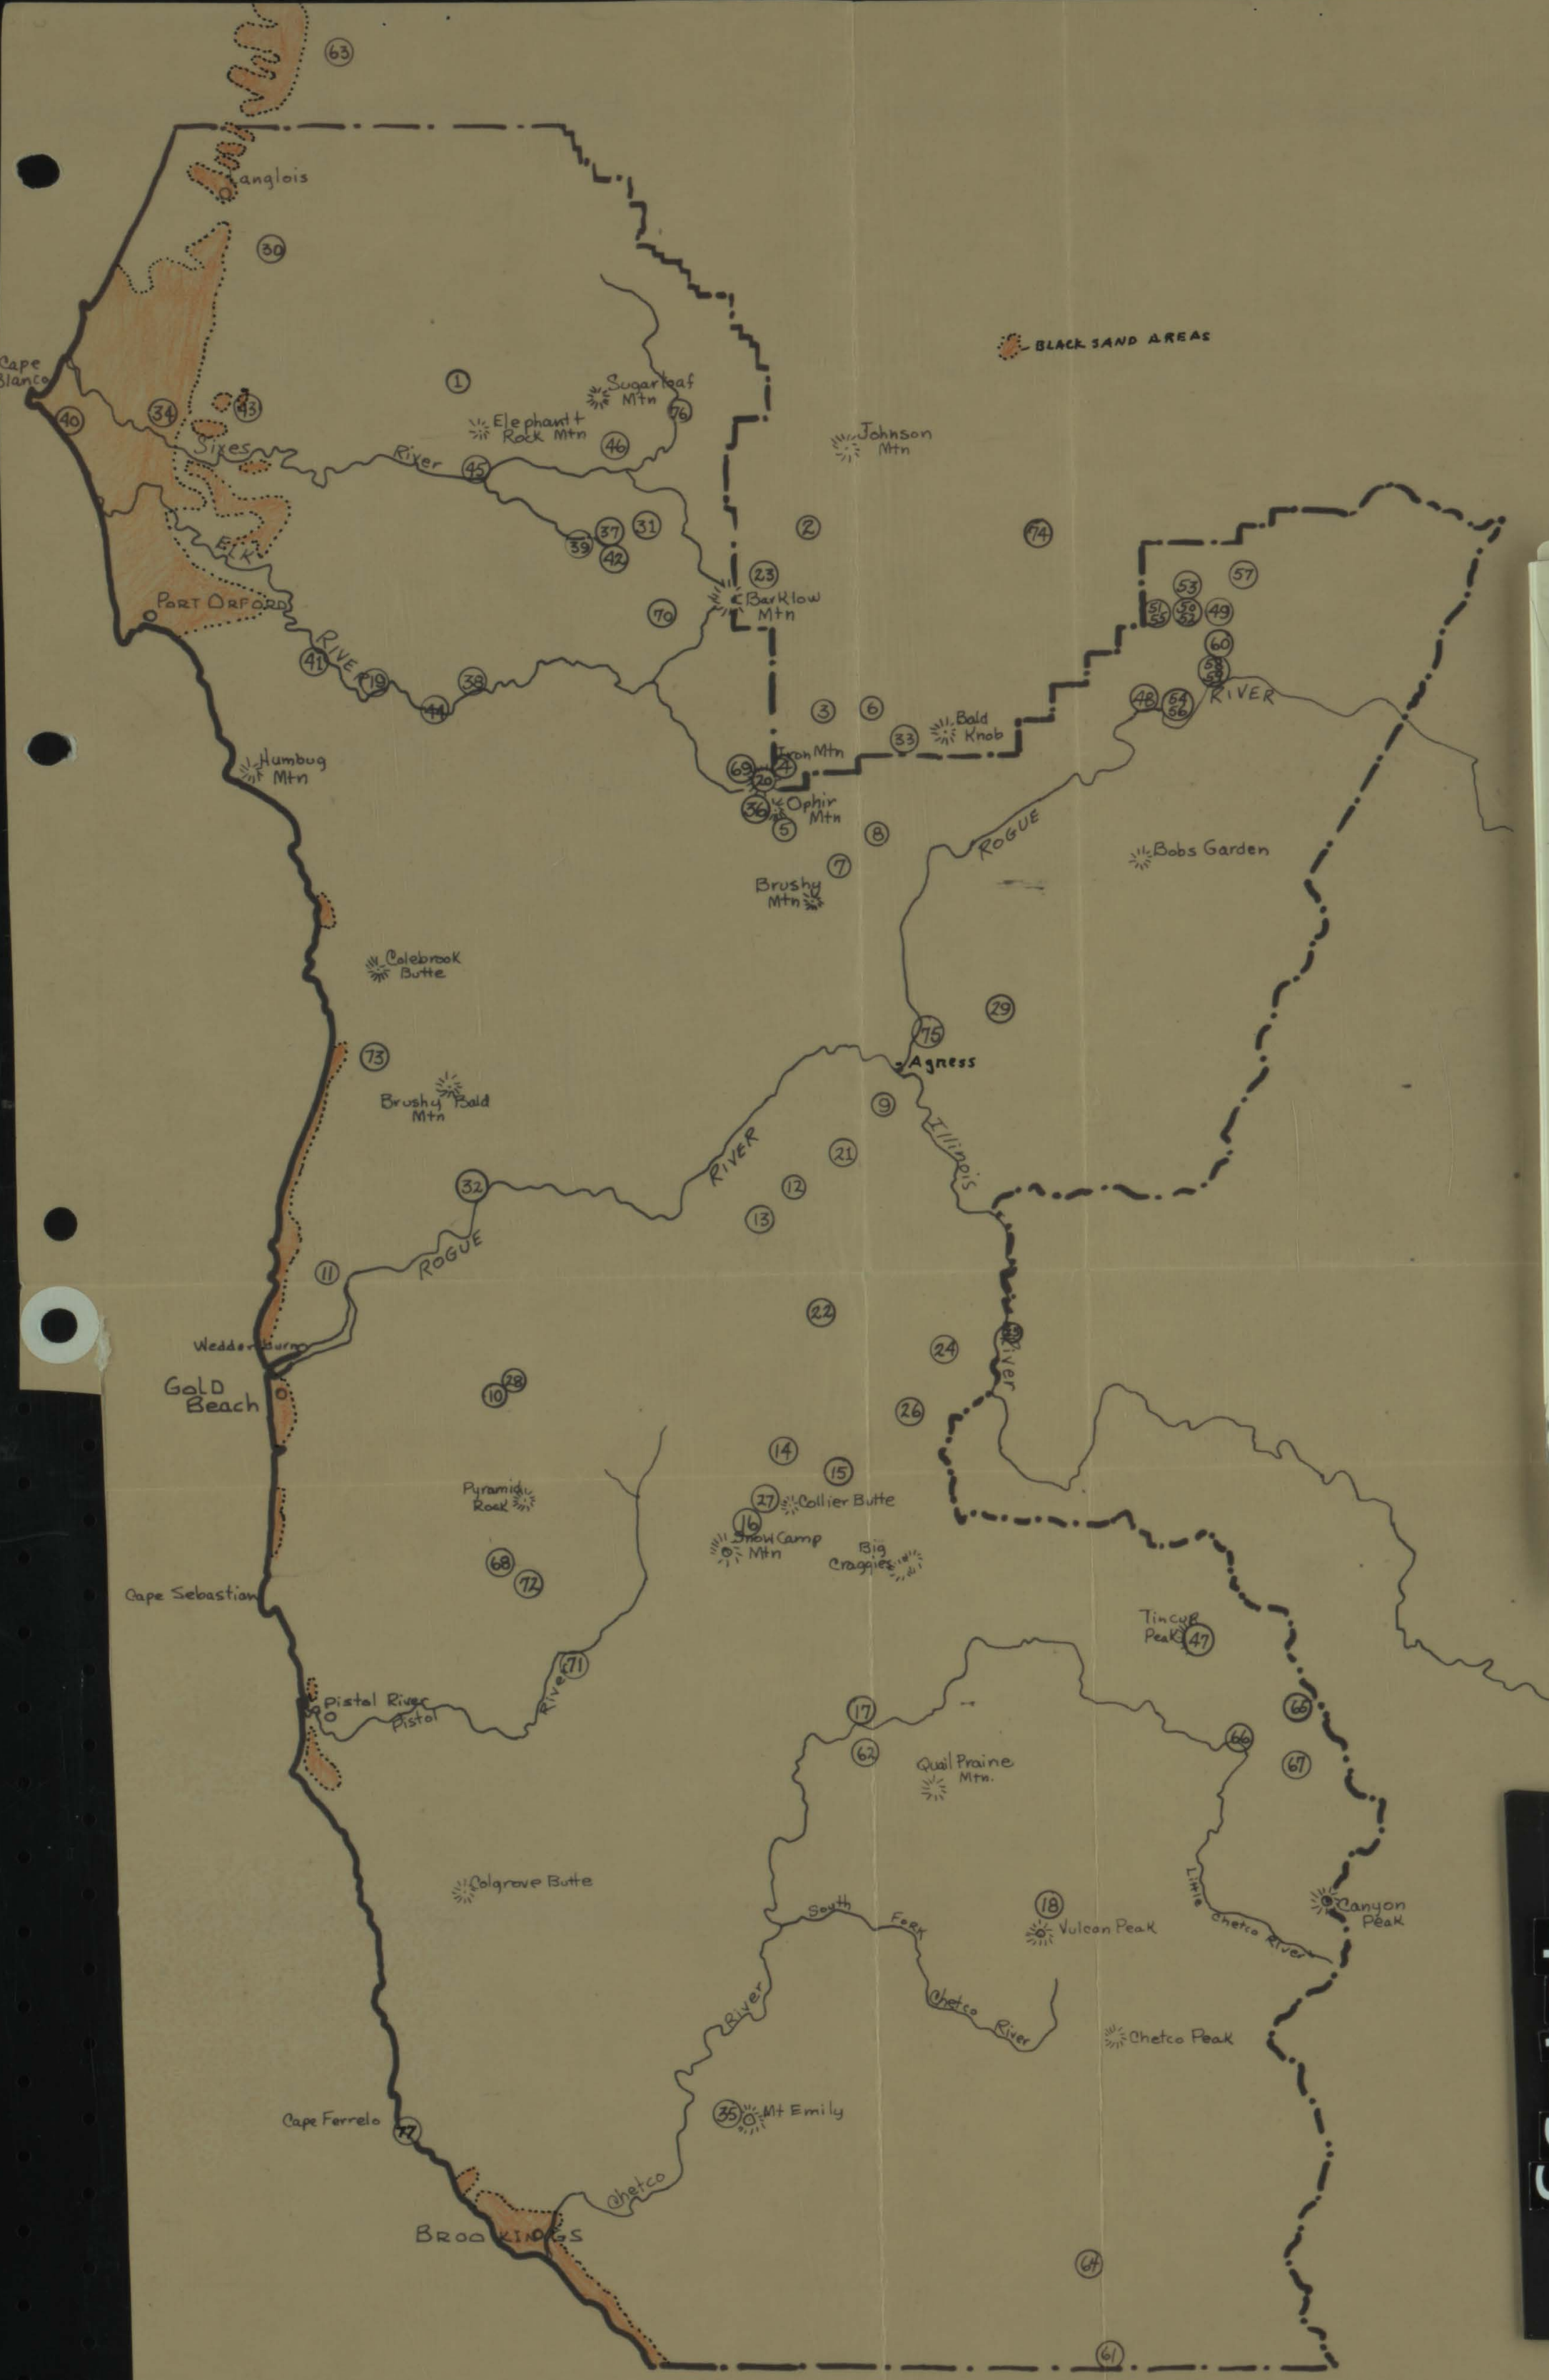 63
Langlois
30
BLACK SAND AREAS
Cape
Blanco
1
Sugarloaf
Mtn
76
40
34
43
Elephant
Rock Mtn
46
Johnson
Mtn
Sixes
River
45
2
74
37
31
39
42
57
ELK
23
53
51
55
50
52
49
PORT ORFORD
Barklow
Mtn
70
60
RIVER
41
19
38
58
RIVER
44
48
54
56
3
6
Bald
Knob
33
Iron Mtn
Humbug
Mtn
69
4
20
36
Ophir
Mtn
5
8
ROGUE
Bobs Garden
7
Brushy
Mtn
Colebrook
Butte
29
75
73
Agness
Brushy Bald
Mtn
9
Illinois
RIVER
21
32
12
13
ROGUE
11
22
Wedderburn
24
River
GOLD
Beach
28
10
26
14
15
Pyramid
Rock
27
Collier Butte
16
Snow Camp
Mtn
Big
Craggies
68
72
Cape Sebastian
Tincup
Peak
47
71
River
Pistol River
Pistol
17
65
66
62
67
Quail Praine
Mtn.
Colgrove Butte
Little
Chetco River
South
Fork
18
Vulcan Peak
Canyon
Peak
River
Chetco
River
Chetco Peak
35
Mt Emily
Cape Ferrelo
77
Chetco
BROOKINGS
64
61